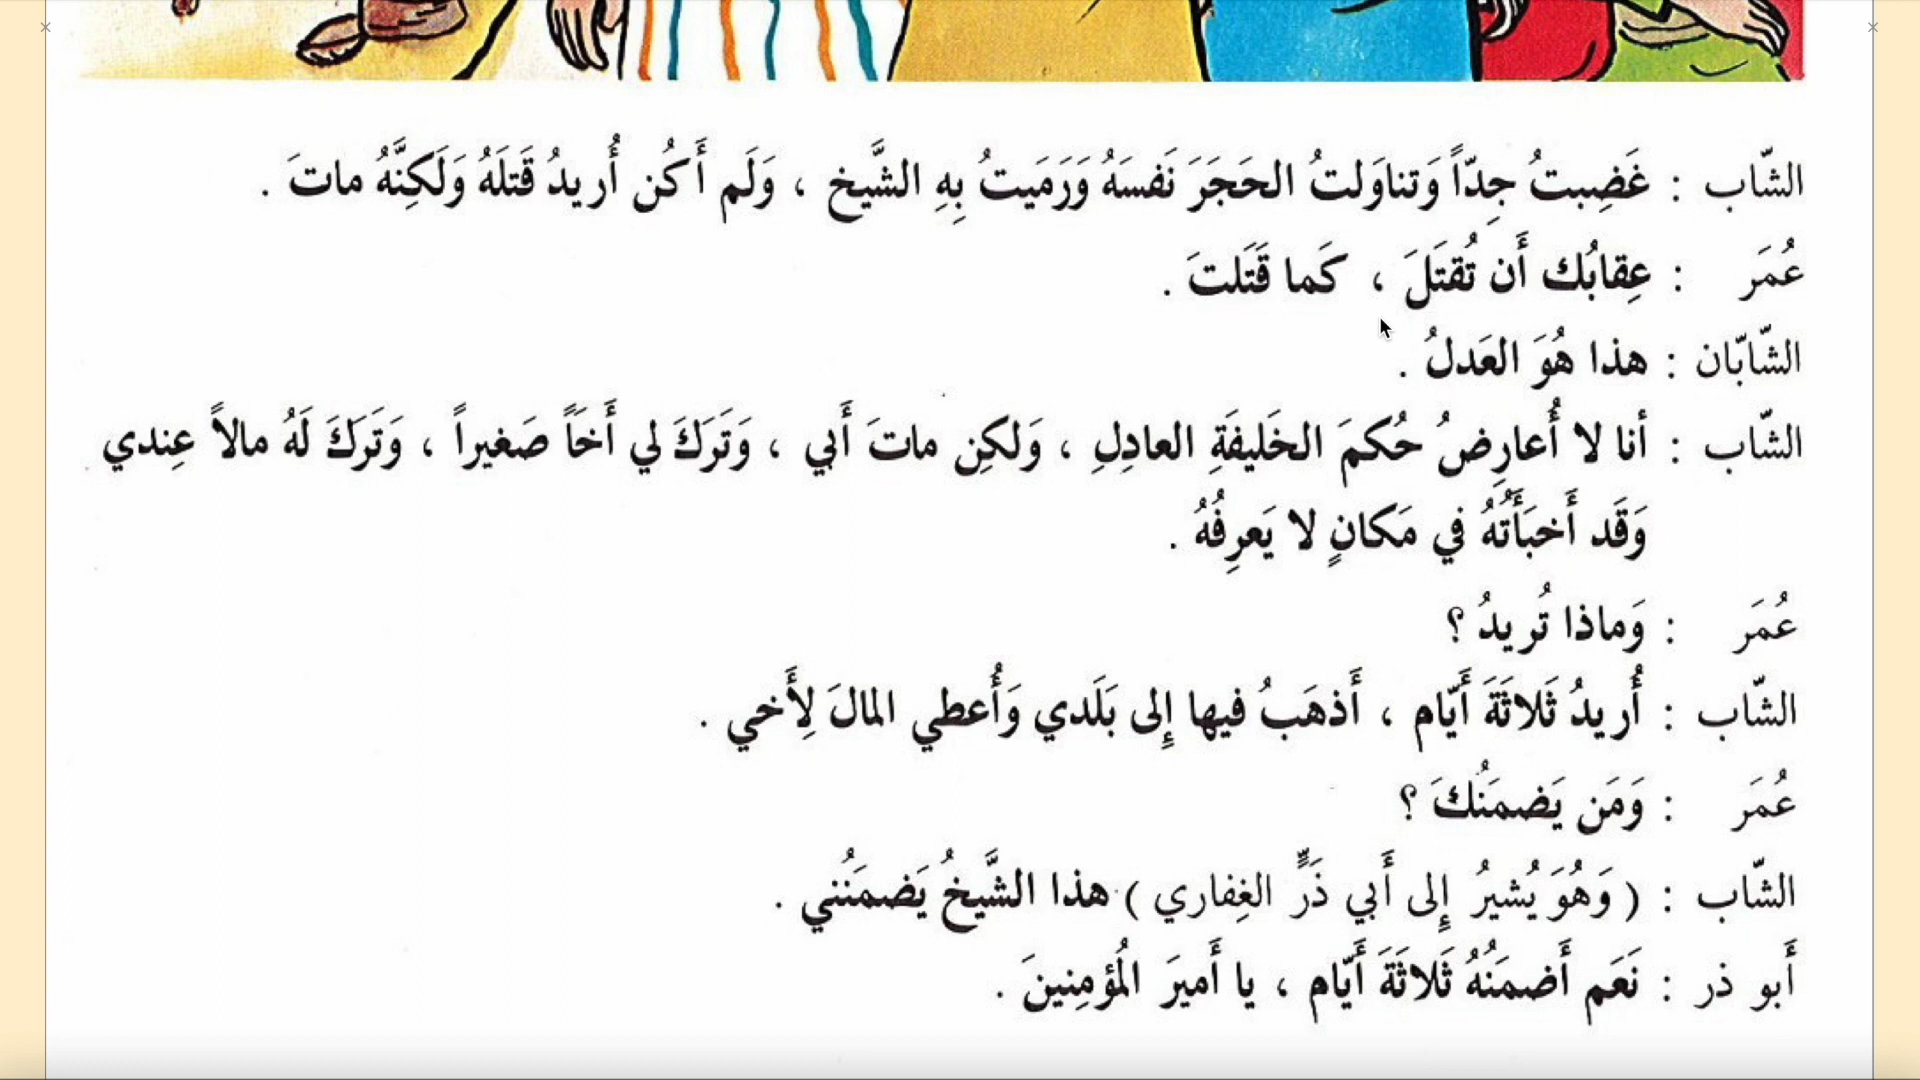 الشّاب : غَضِبتُ جِدّاً وَتناوَلتُ الحَجَرَ نَفسَهُ وَرَمَيتُ بِهِ الشَّيخ ، وَلَم أَكُن أُريدُ قَتلَهُ وَلَكِنَّهُ ماتَ .
عُمَر : عِقابُك أَن تُقتَلَ ، كَما قَتَلتَ .
الشّابّان : هذا هُوَ العَدلُ .
الشّاب : أنا لا أُعارِضُ حُكمَ الخَليفَةِ العادِلِ ، وَلكِن ماتَ أَبي ، وَتَرَكَ لي أَخَاً صَغيراً ، وَتَرَكَ لَهُ مالاً عِندي
وَقَد أَخبَأَتُهُ في مَكانٍ لا يَعرِفُهُ .
عُمَر : وَماذا تُريدُ ؟
الشّاب : أُريدُ ثَلاثَةَ أَيّام ، أَذهَبُ فيها إِلى بَلَدي وَأُعطي المالَ لِأَخي .
عُمَر : وَمَن يَضمَنُكَ ؟
الشّاب : ( وَهُوَ يُشيرُ إِلى أَبي ذَرٍّ الغِفاري ) هذا الشَّيخُ يَضمَنُني .
أَبو ذر : نَعَم أَضمَنُهُ ثَلاثَةَ أَيّام ، يا أَميرَ المُؤمِنينَ .